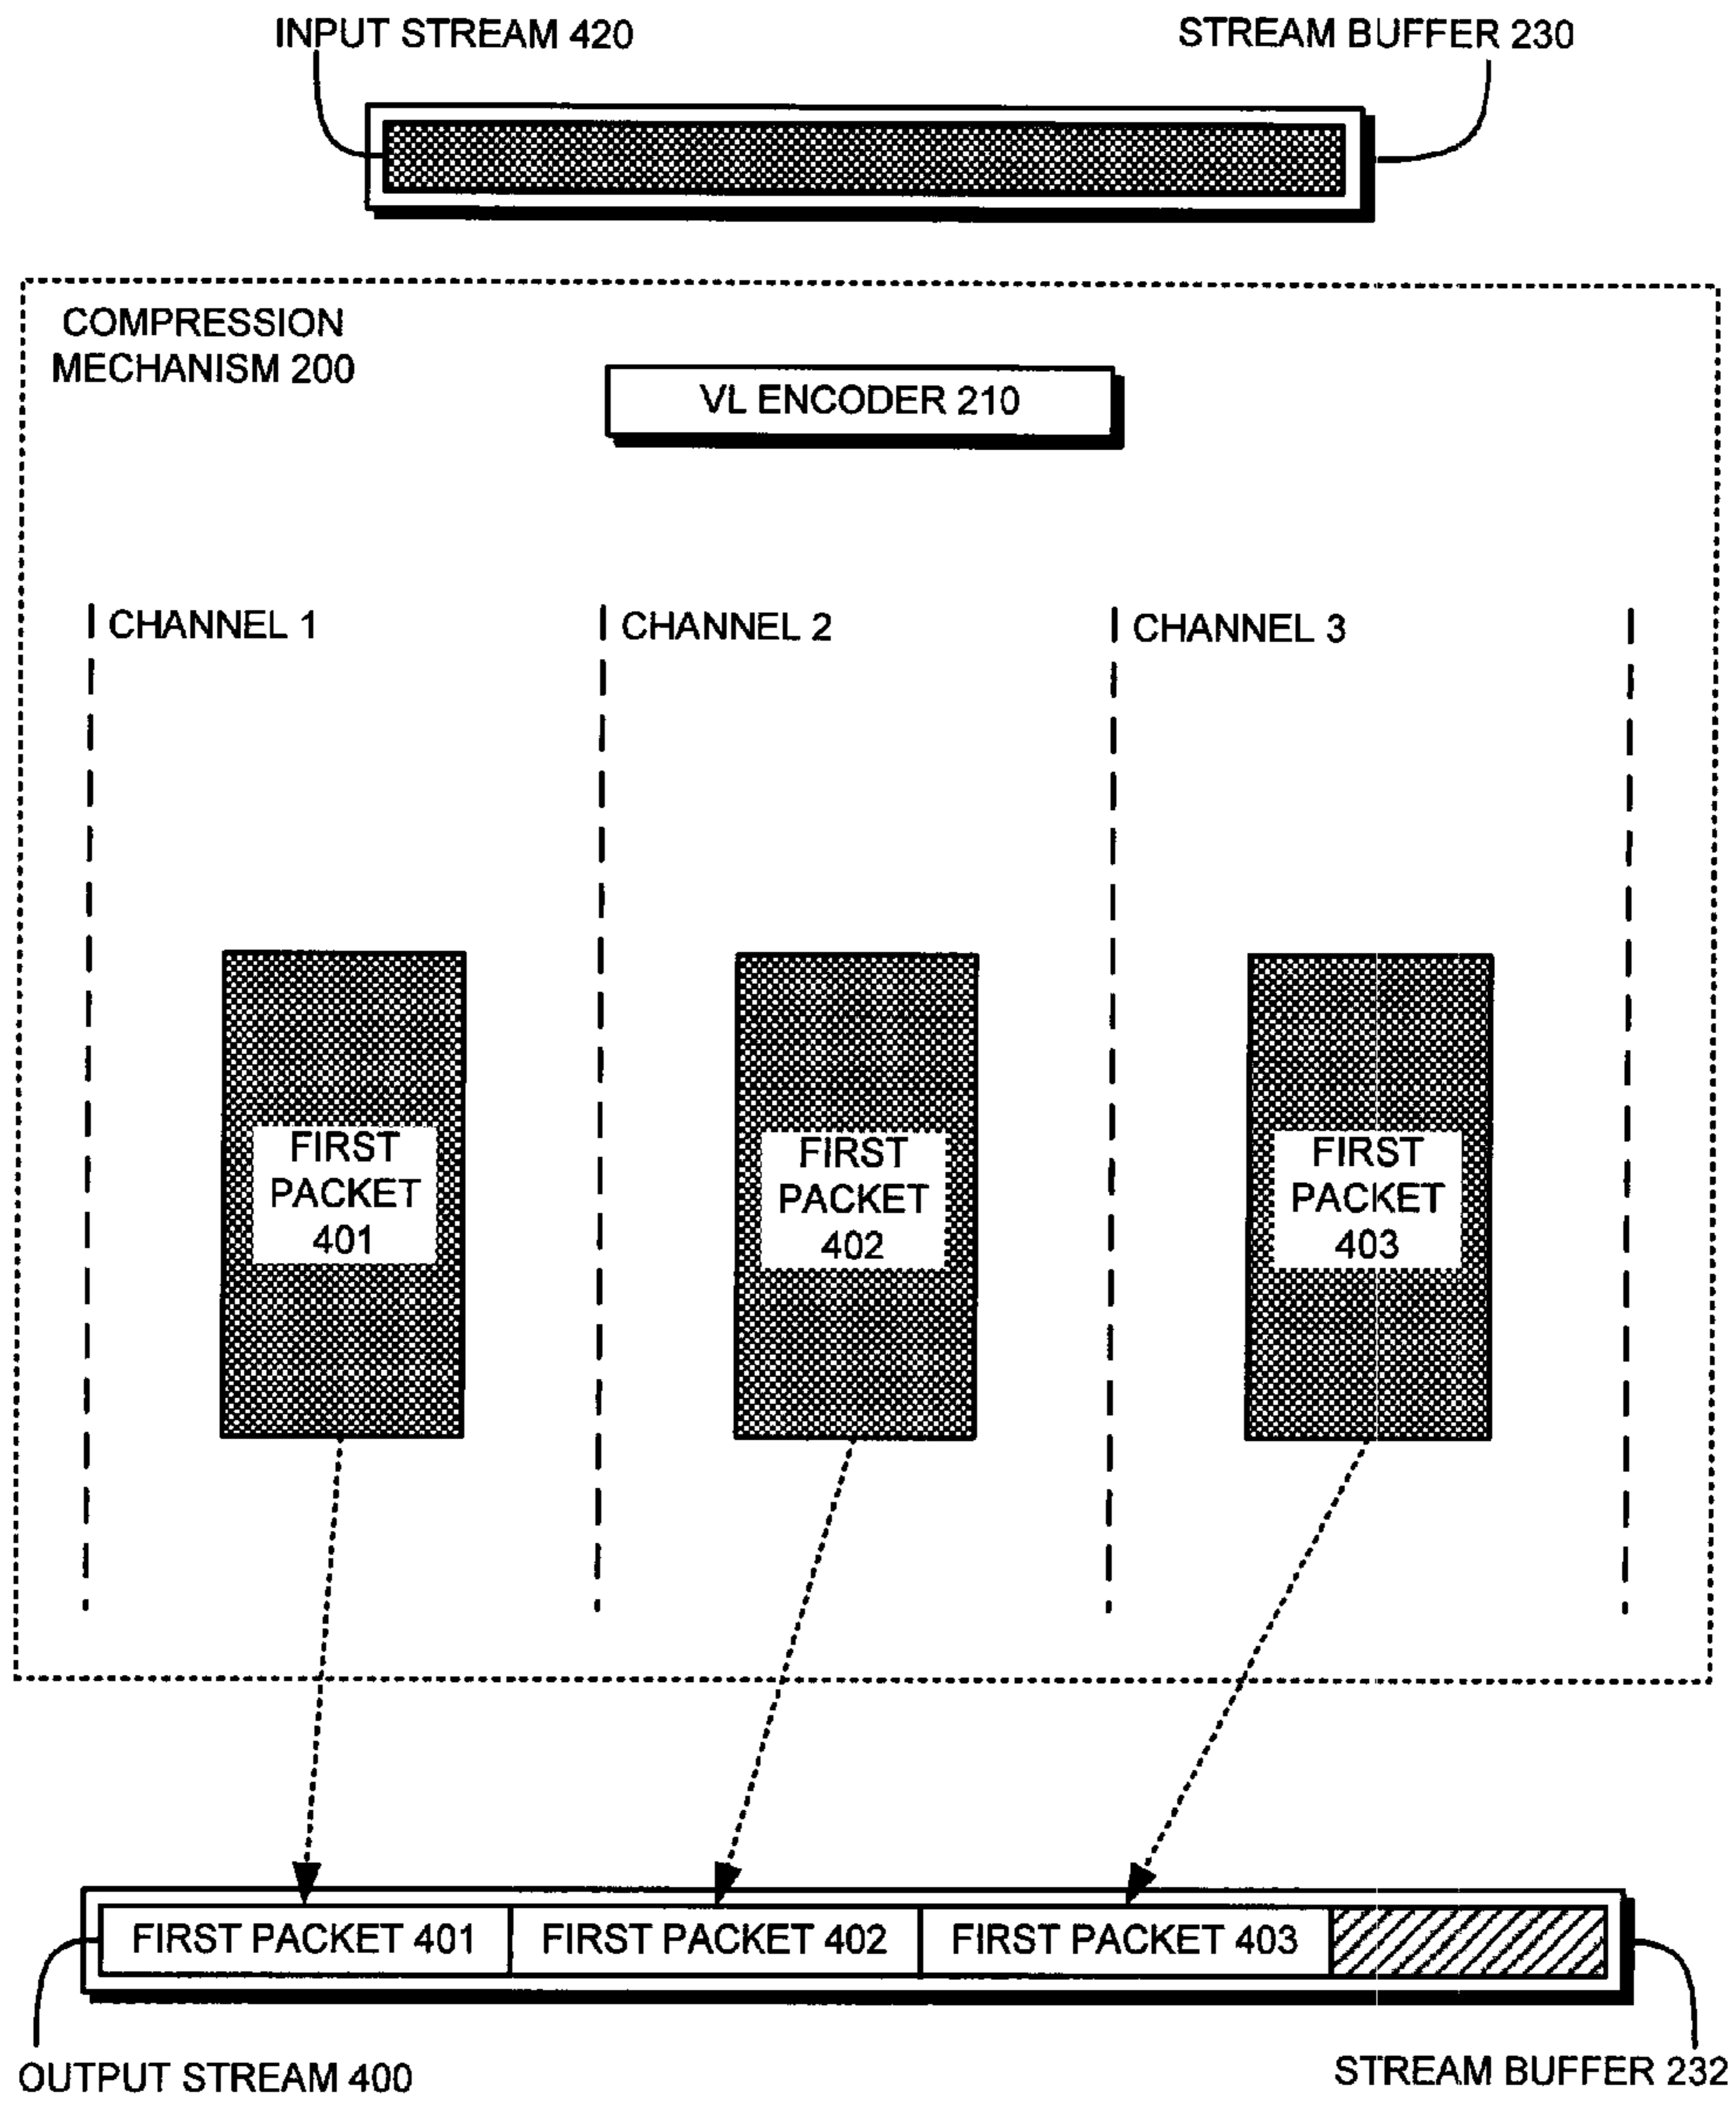 INPUT STREAM 420
STREAM BUFFER 230
COMPRESSION
MECHANISM 200
VL ENCODER 210
CHANNEL 1
CHANNEL 2
CHANNEL 3
FIRST
PACKET
401
FIRST
PACKET
402
FIRST
PACKET
403
FIRST PACKET 401
FIRST PACKET 402
FIRST PACKET 403
OUTPUT STREAM 400
STREAM BUFFER 232